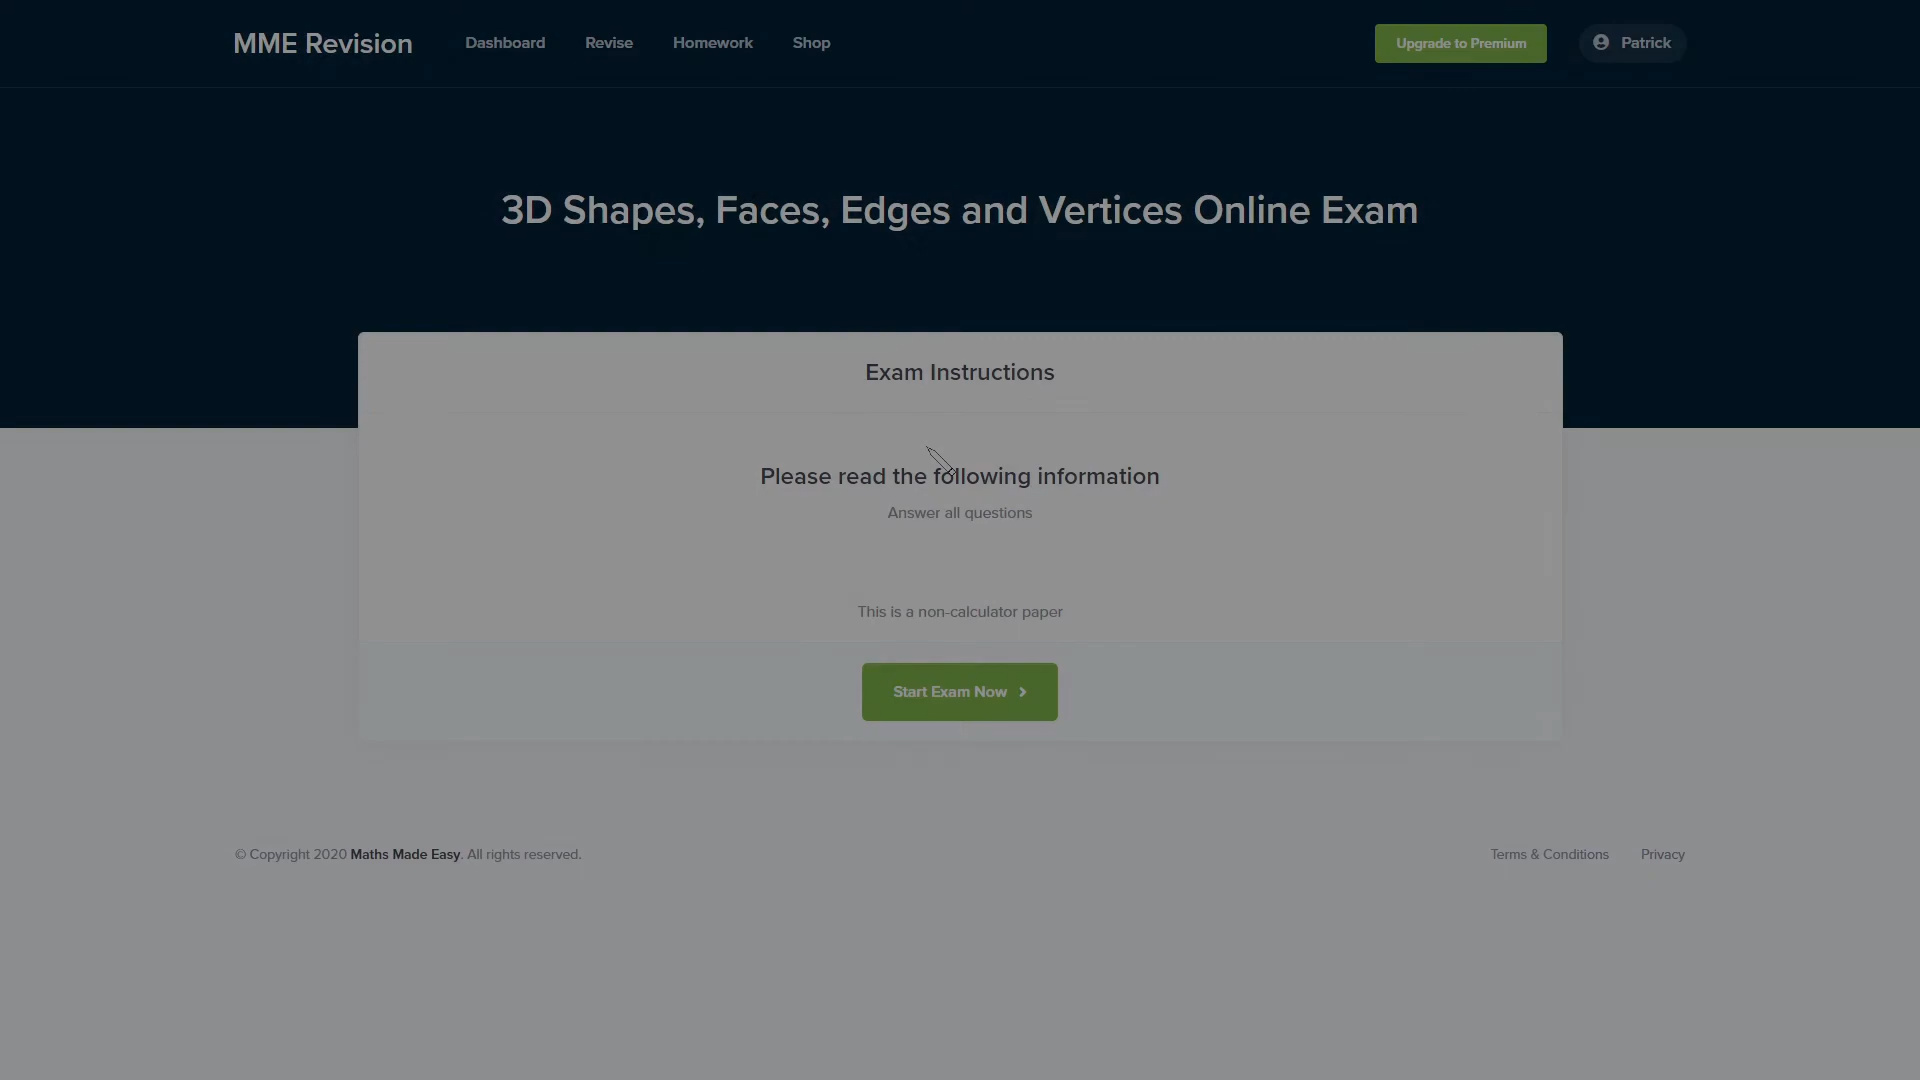 MME Revision
Dashboard
Revise
Homework
Shop
Upgrade to Premium
Patrick
3D Shapes, Faces, Edges and Vertices Online Exam
Exam Instructions
Please read the following information
Answer all questions
This is a non-calculator paper
Start Exam Now
© Copyright 2020 Maths Made Easy. All rights reserved.
Terms & Conditions
Privacy